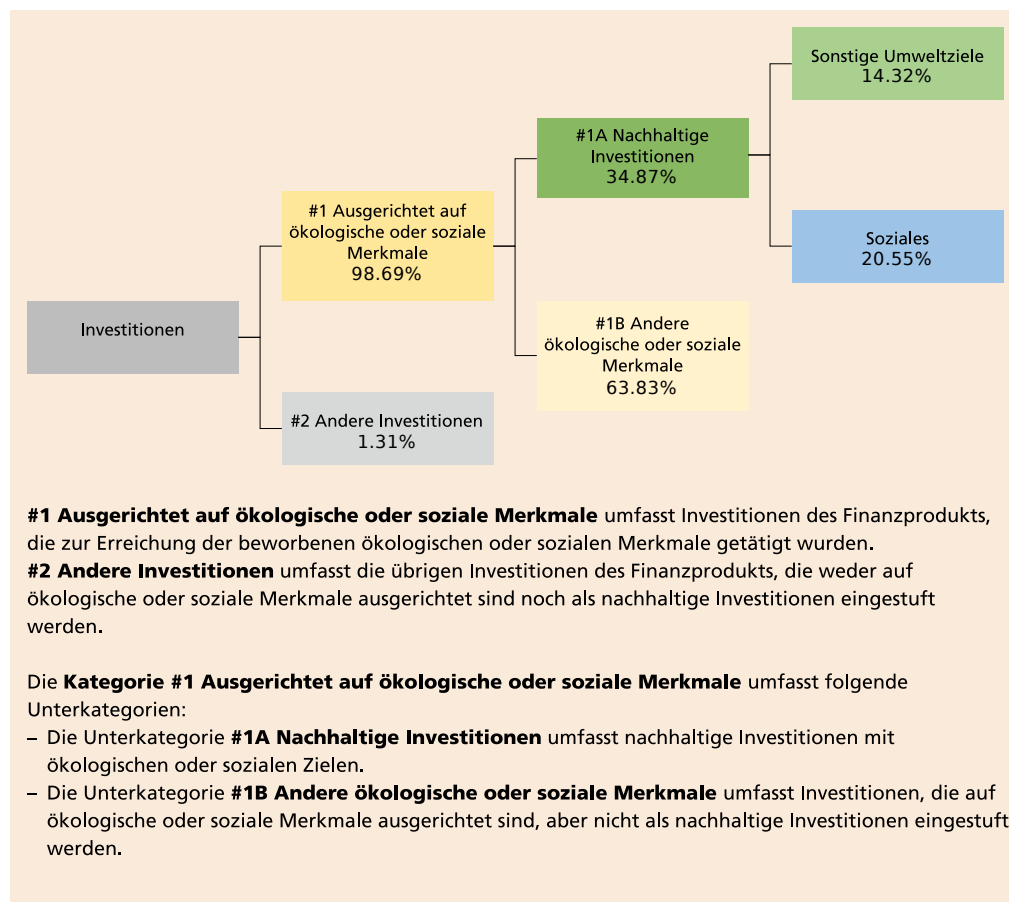 Sonstige Umweltziele
14.32%
#1A Nachhaltige
Investitionen
34.87%
#1 Ausgerichtet auf
ökologische oder soziale
Merkmale
98.69%
Soziales
20.55%
Investitionen
#1B Andere
ökologische oder soziale
Merkmale
63.83%
#2 Andere Investitionen
1.31%
#1 Ausgerichtet auf ökologische oder soziale Merkmale umfasst Investitionen des Finanzprodukts,
die zur Erreichung der beworbenen ökologischen oder sozialen Merkmale getätigt wurden.
#2 Andere Investitionen umfasst die übrigen Investitionen des Finanzprodukts, die weder auf
ökologische oder soziale Merkmale ausgerichtet sind noch als nachhaltige Investitionen eingestuft
werden.
Die Kategorie #1 Ausgerichtet auf ökologische oder soziale Merkmale umfasst folgende
Unterkategorien:
– Die Unterkategorie #1A Nachhaltige Investitionen umfasst nachhaltige Investitionen mit
ökologischen oder sozialen Zielen.
– Die Unterkategorie #1B Andere ökologische oder soziale Merkmale umfasst Investitionen, die auf
ökologische oder soziale Merkmale ausgerichtet sind, aber nicht als nachhaltige Investitionen eingestuft
werden.